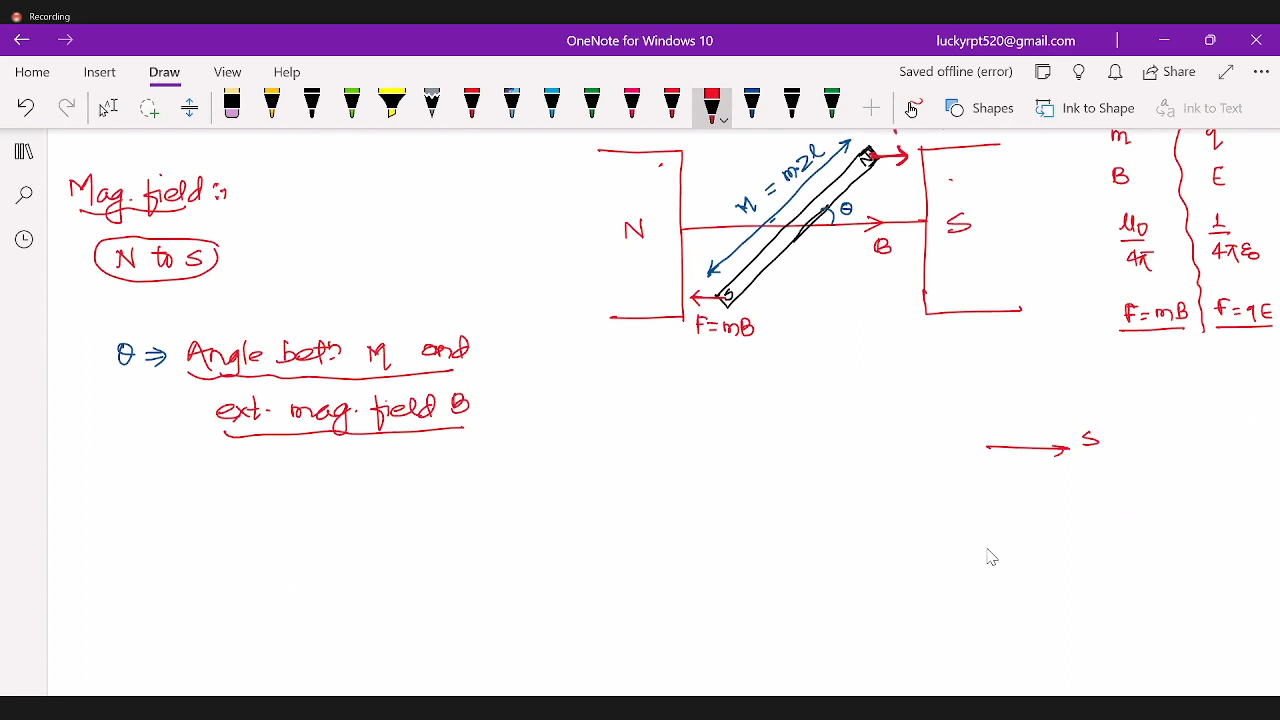 Recording
OneNote for Windows 10
luckyrpt520@gmail.com
Home Insert Draw View Help
Saved offline (error)
Share
Shapes
Ink to Shape
Ink to Text
Mag. field :
N to S
θ ⇒ Angle betn M and
ext. mag. field B
N
M = m.2l
N
θ
B
S
S
F=mB
m q
B E
μ0/4π 1/4πε0
F=mB F=qE
S